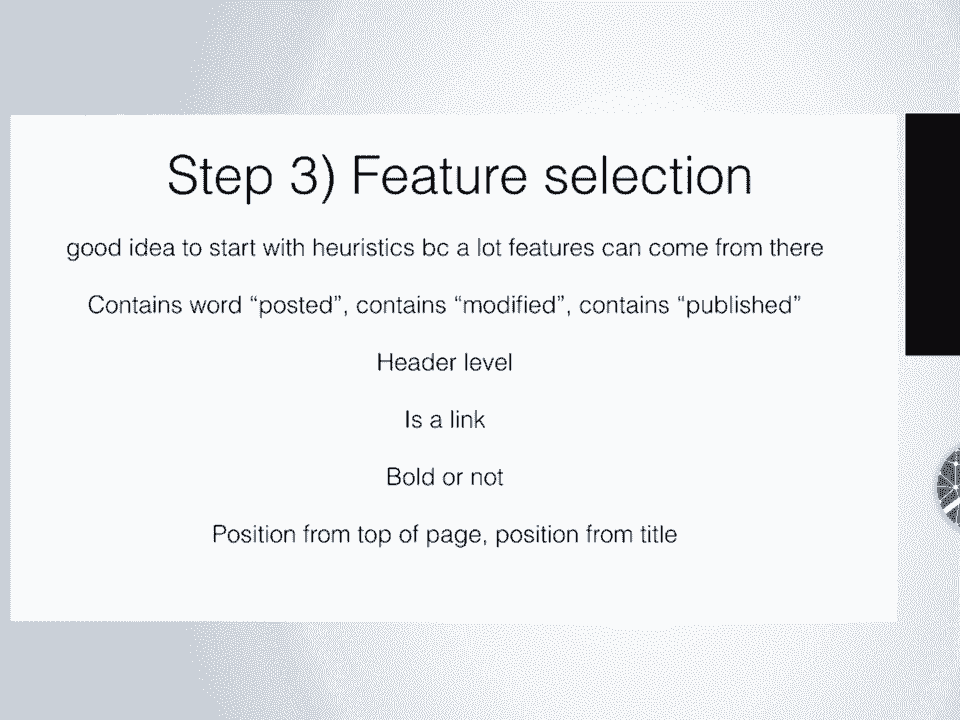 Step 3) Feature selection
good idea to start with heuristics bc a lot features can come from there
Contains word “posted”, contains “modified”, contains “published”
Header level
Is a link
Bold or not
Position from top of page, position from title